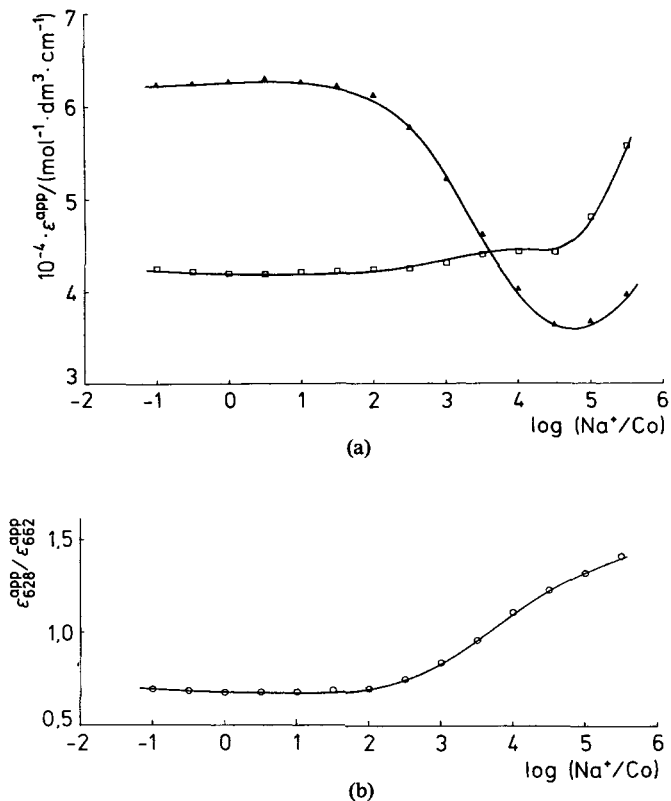 10⁻⁴·ε^app/(mol⁻¹·dm³·cm⁻¹)
7
6
5
4
3
-2 -1 0 1 2 3 4 5 6
log (Na⁺/Co)
(a)
ε^app_628/ε^app_662
1,5
1,0
0,5
-2 -1 0 1 2 3 4 5 6
log (Na⁺/Co)
(b)